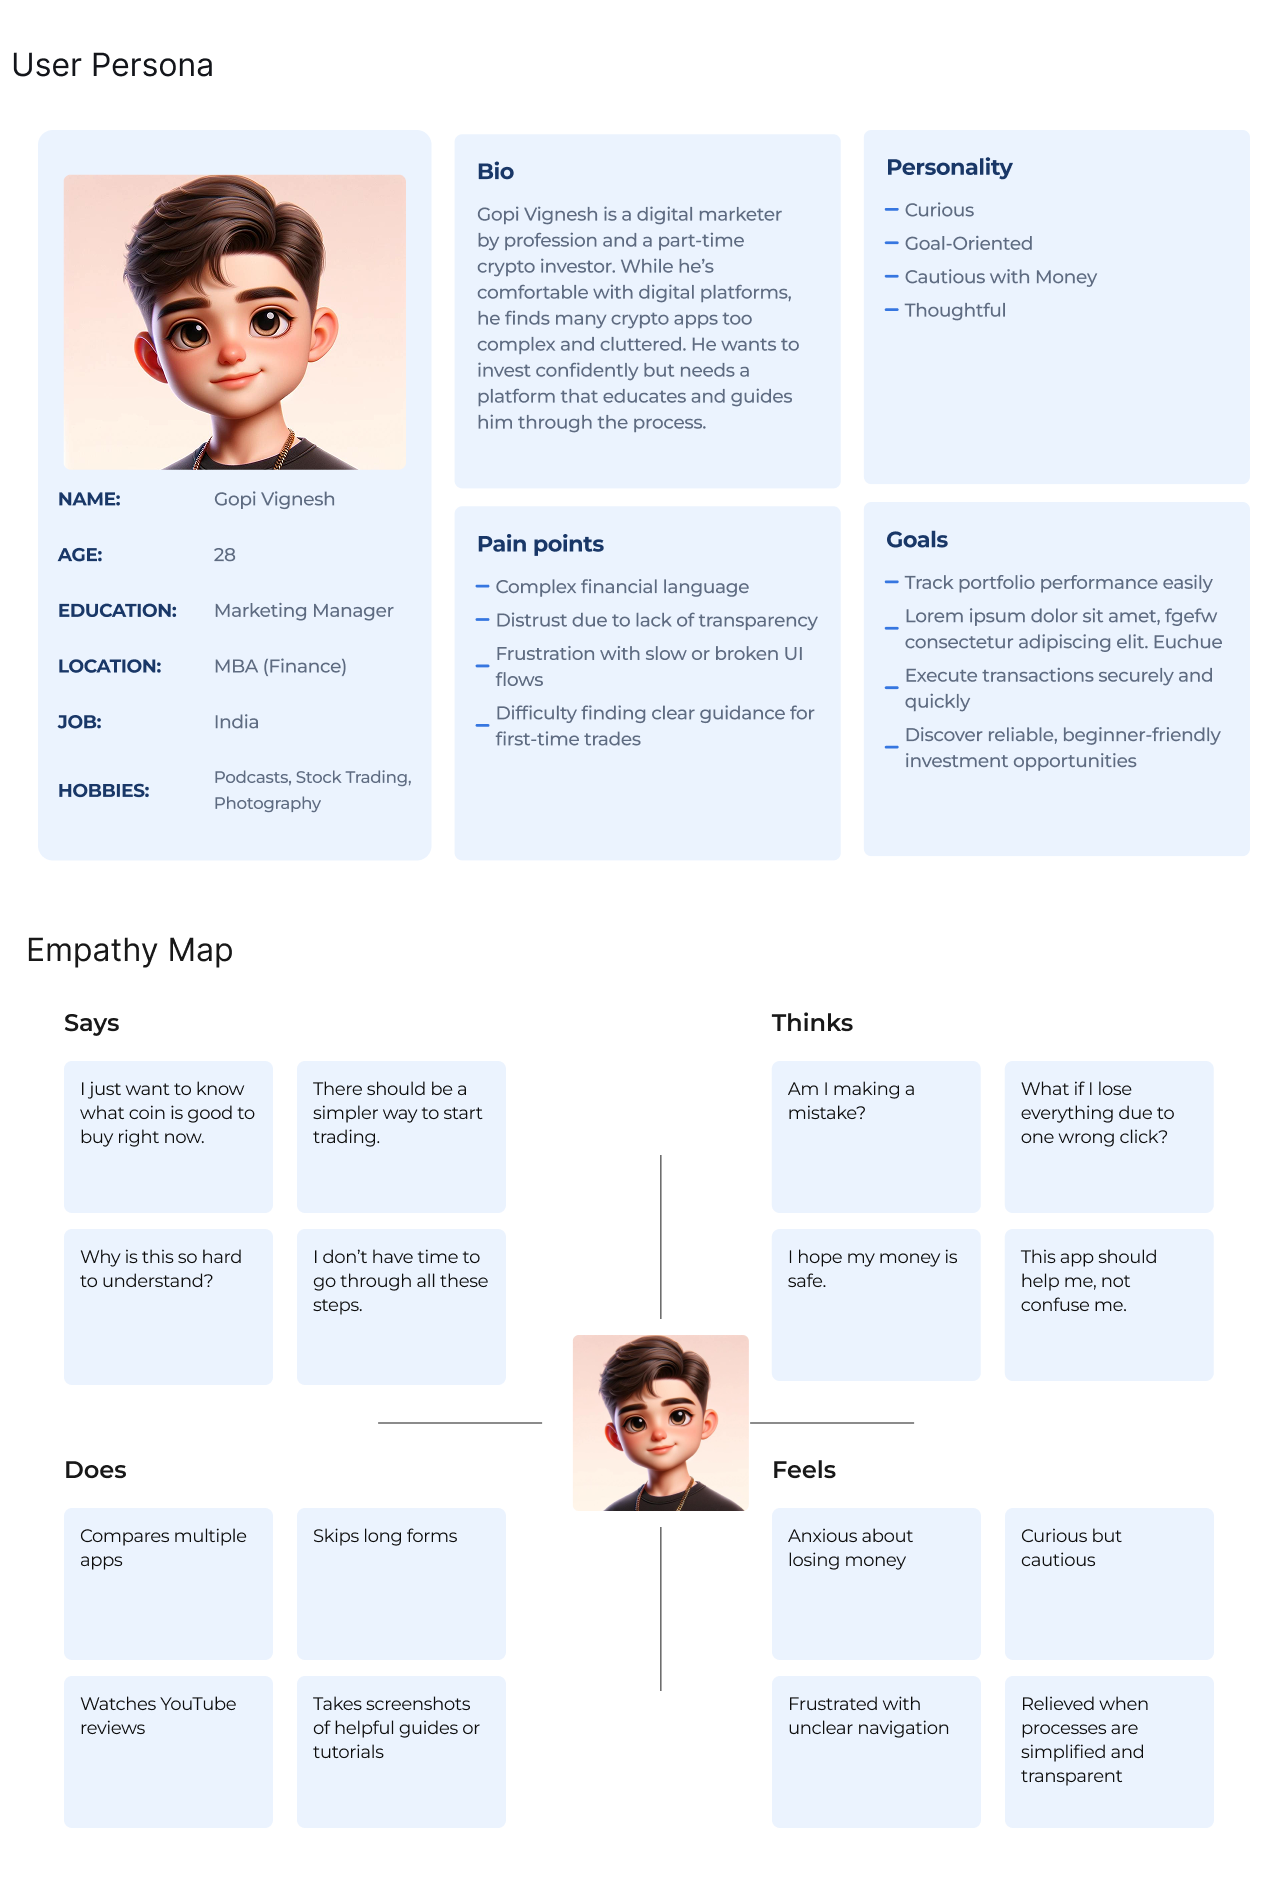 User Persona
NAME: Gopi Vignesh
AGE: 28
EDUCATION: Marketing Manager
LOCATION: MBA (Finance)
JOB: India
HOBBIES: Podcasts, Stock Trading,
Photography
Bio
Gopi Vignesh is a digital marketer
by profession and a part-time
crypto investor. While he’s
comfortable with digital platforms,
he finds many crypto apps too
complex and cluttered. He wants to
invest confidently but needs a
platform that educates and guides
him through the process.
Personality
Curious
Goal-Oriented
Cautious with Money
Thoughtful
Pain points
Complex financial language
Distrust due to lack of transparency
Frustration with slow or broken UI
flows
Difficulty finding clear guidance for
first-time trades
Goals
Track portfolio performance easily
Lorem ipsum dolor sit amet, fgefw
consectetur adipiscing elit. Euchue
Execute transactions securely and
quickly
Discover reliable, beginner-friendly
investment opportunities
Empathy Map
Says
I just want to know
what coin is good to
buy right now.
There should be a
simpler way to start
trading.
Why is this so hard
to understand?
I don’t have time to
go through all these
steps.
Thinks
Am I making a
mistake?
What if I lose
everything due to
one wrong click?
I hope my money is
safe.
This app should
help me, not
confuse me.
Does
Compares multiple
apps
Skips long forms
Watches YouTube
reviews
Takes screenshots
of helpful guides or
tutorials
Feels
Anxious about
losing money
Curious but
cautious
Frustrated with
unclear navigation
Relieved when
processes are
simplified and
transparent